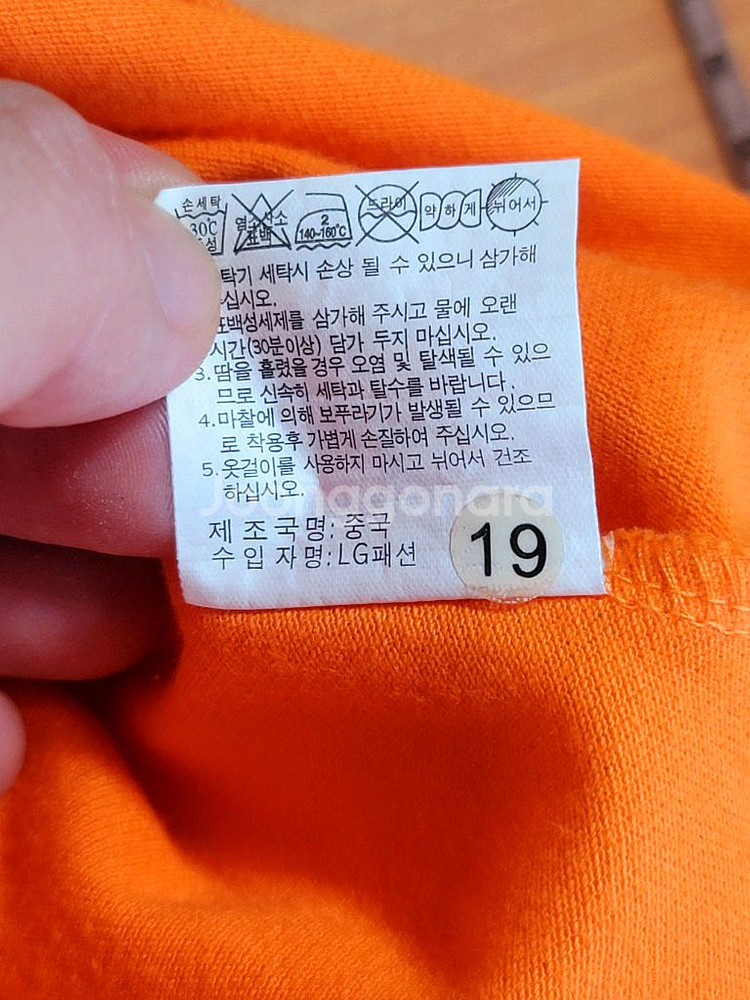 손세탁 30℃
염소 표백
2 140~160℃
드라이
약하게
뉘어서
탁기 세탁시 손상 될 수 있으니 삼가해
십시오.
표백성세제를 삼가해 주시고 물에 오랜
시간(30분이상) 담가 두지 마십시오.
3. 땀을 흘렸을 경우 오염 및 탈색될 수 있으
므로 신속히 세탁과 탈수를 바랍니다.
4. 마찰에 의해 보푸라기가 발생될 수 있으므
로 착용후 가볍게 손질하여 주십시오.
5. 옷걸이를 사용하지 마시고 뉘어서 건조
하십시오.
Joonggonara
제 조국명: 중국
수 입 자명: LG패션
19